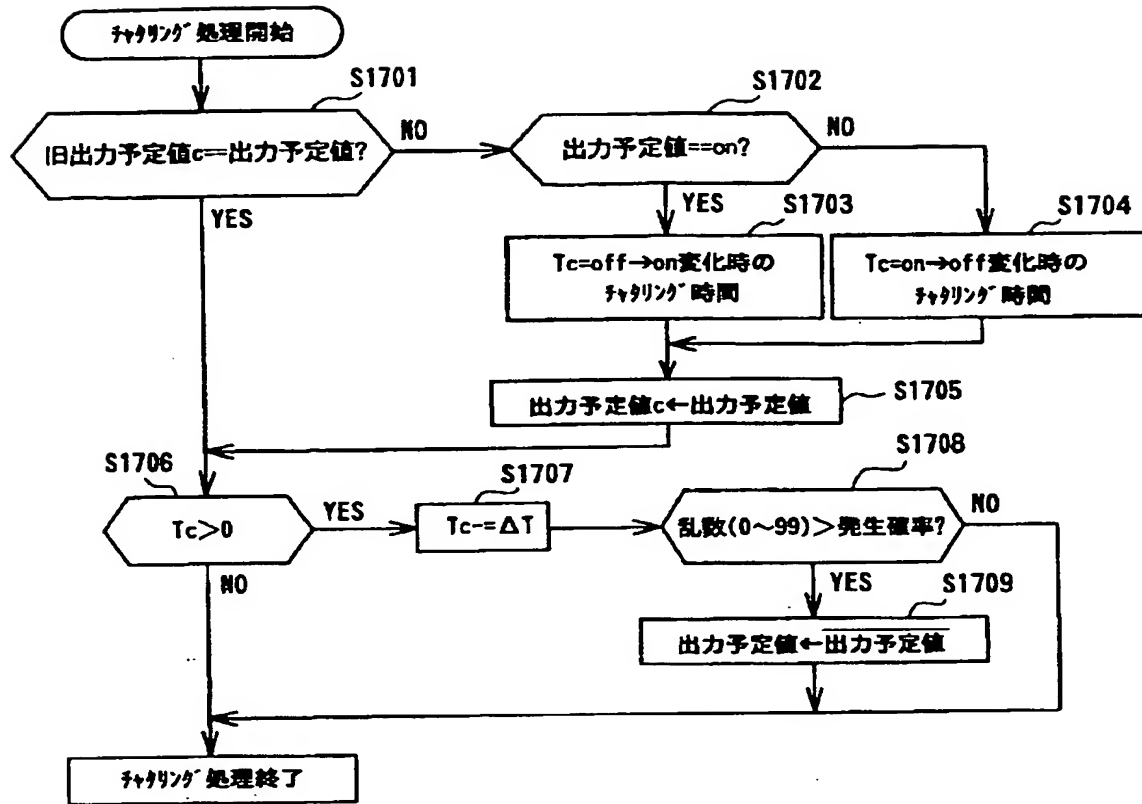 ﾁｬﾀﾘﾝｸﾞ処理開始
S1701
旧出力予定値c==出力予定値?
NO
YES
S1702
出力予定値==on?
NO
YES
S1703
Tc=off→on変化時の
ﾁｬﾀﾘﾝｸﾞ時間
S1704
Tc=on→off変化時の
ﾁｬﾀﾘﾝｸﾞ時間
出力予定値c←出力予定値
S1705
S1706
Tc>0
YES
NO
S1707
Tc-=ΔT
S1708
乱数(0~99)>発生確率?
NO
YES
S1709
出力予定値←出力予定値
ﾁｬﾀﾘﾝｸﾞ処理終了